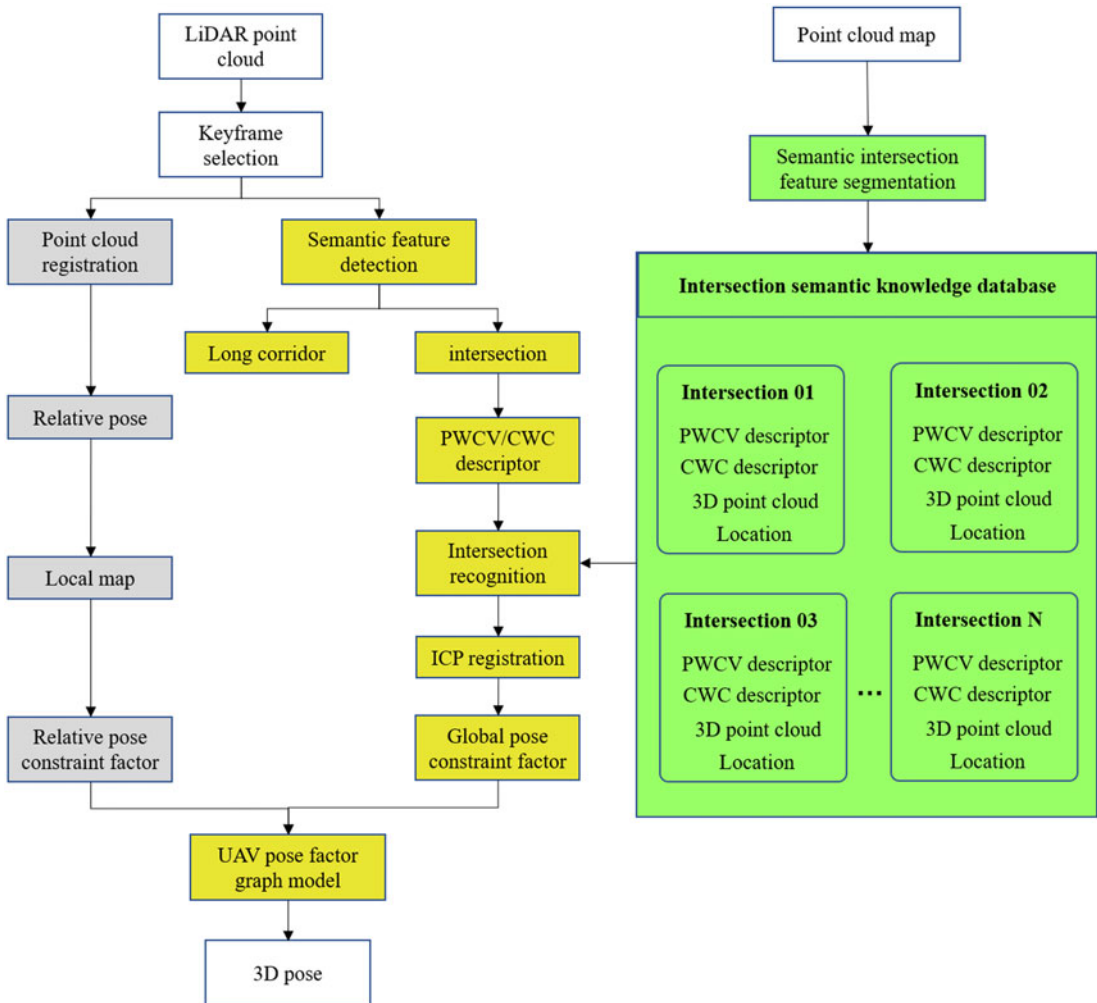 LiDAR point
cloud
Keyframe
selection
Point cloud
registration
Relative pose
Local map
Relative pose
constraint factor
Semantic feature
detection
Long corridor
intersection
PWCV/CWC
descriptor
Intersection
recognition
ICP registration
Global pose
constraint factor
UAV pose factor
graph model
3D pose
Point cloud map
Semantic intersection
feature segmentation
Intersection semantic knowledge database
Intersection 01
PWCV descriptor
CWC descriptor
3D point cloud
Location
Intersection 02
PWCV descriptor
CWC descriptor
3D point cloud
Location
Intersection 03
PWCV descriptor
CWC descriptor
3D point cloud
Location
...
Intersection N
PWCV descriptor
CWC descriptor
3D point cloud
Location